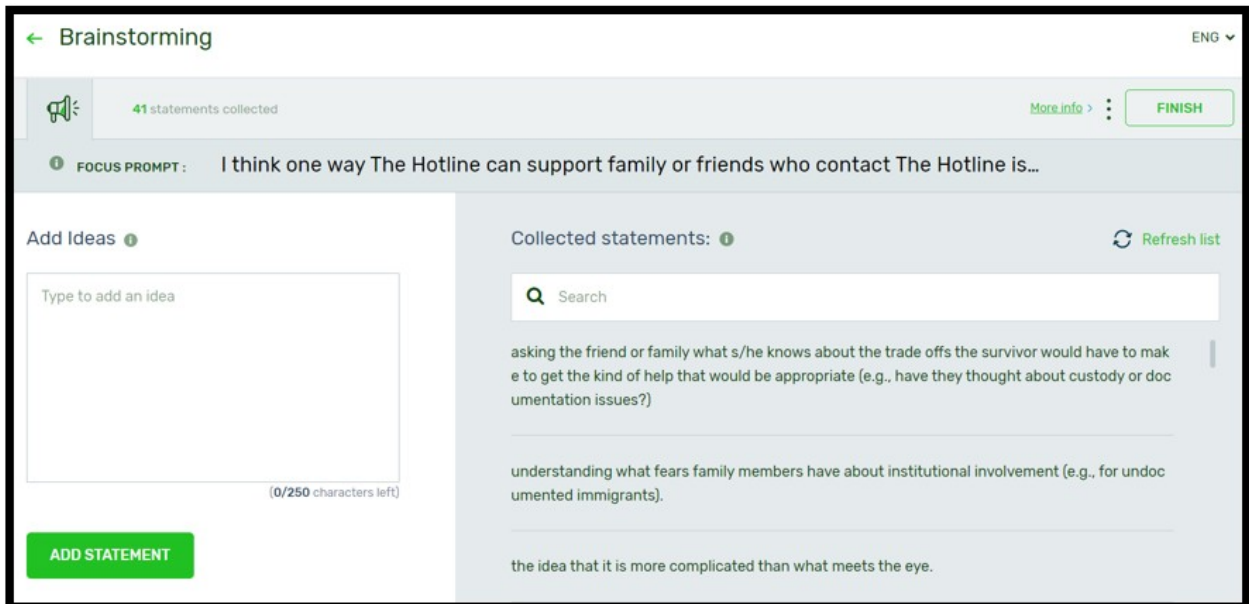 ← Brainstorming
ENG
41 statements collected
More info >
FINISH
FOCUS PROMPT :
I think one way The Hotline can support family or friends who contact The Hotline is…
Add Ideas
Type to add an idea
(0/250 characters left)
ADD STATEMENT
Collected statements:
Refresh list
Search
asking the friend or family what s/he knows about the trade offs the survivor would have to mak
e to get the kind of help that would be appropriate (e.g., have they thought about custody or doc
umentation issues?)
understanding what fears family members have about institutional involvement (e.g., for undoc
umented immigrants).
the idea that it is more complicated than what meets the eye.